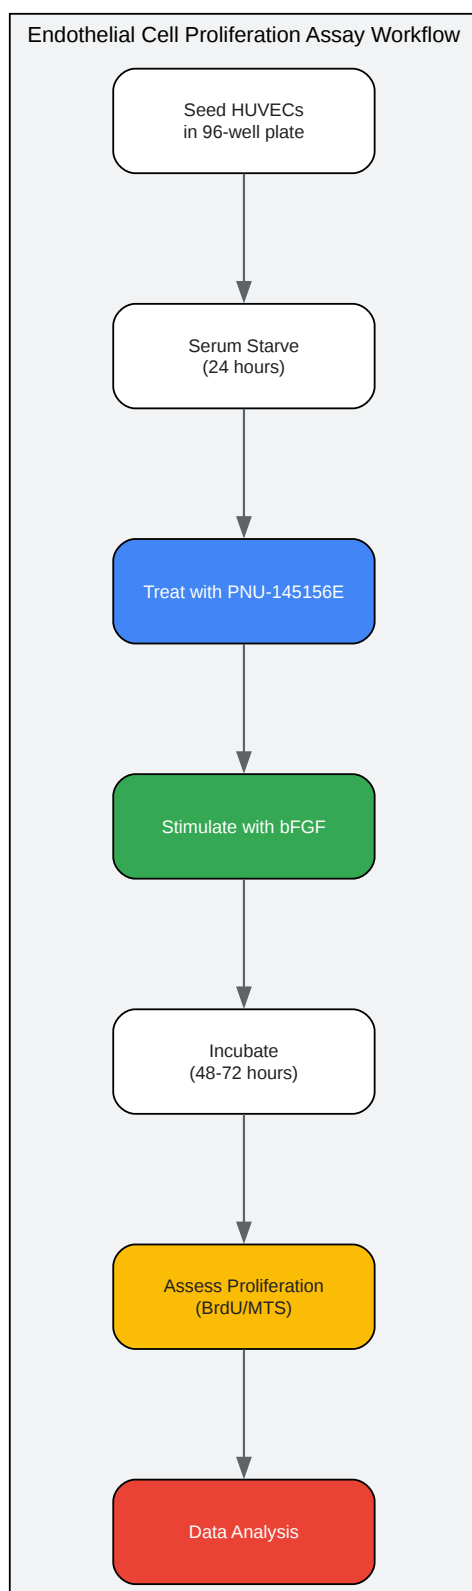 Endothelial Cell Proliferation Assay Workflow
Seed HUVECs
in 96-well plate
Serum Starve
(24 hours)
Treat with PNU-145156E
Stimulate with bFGF
Incubate
(48-72 hours)
Assess Proliferation
(BrdU/MTS)
Data Analysis